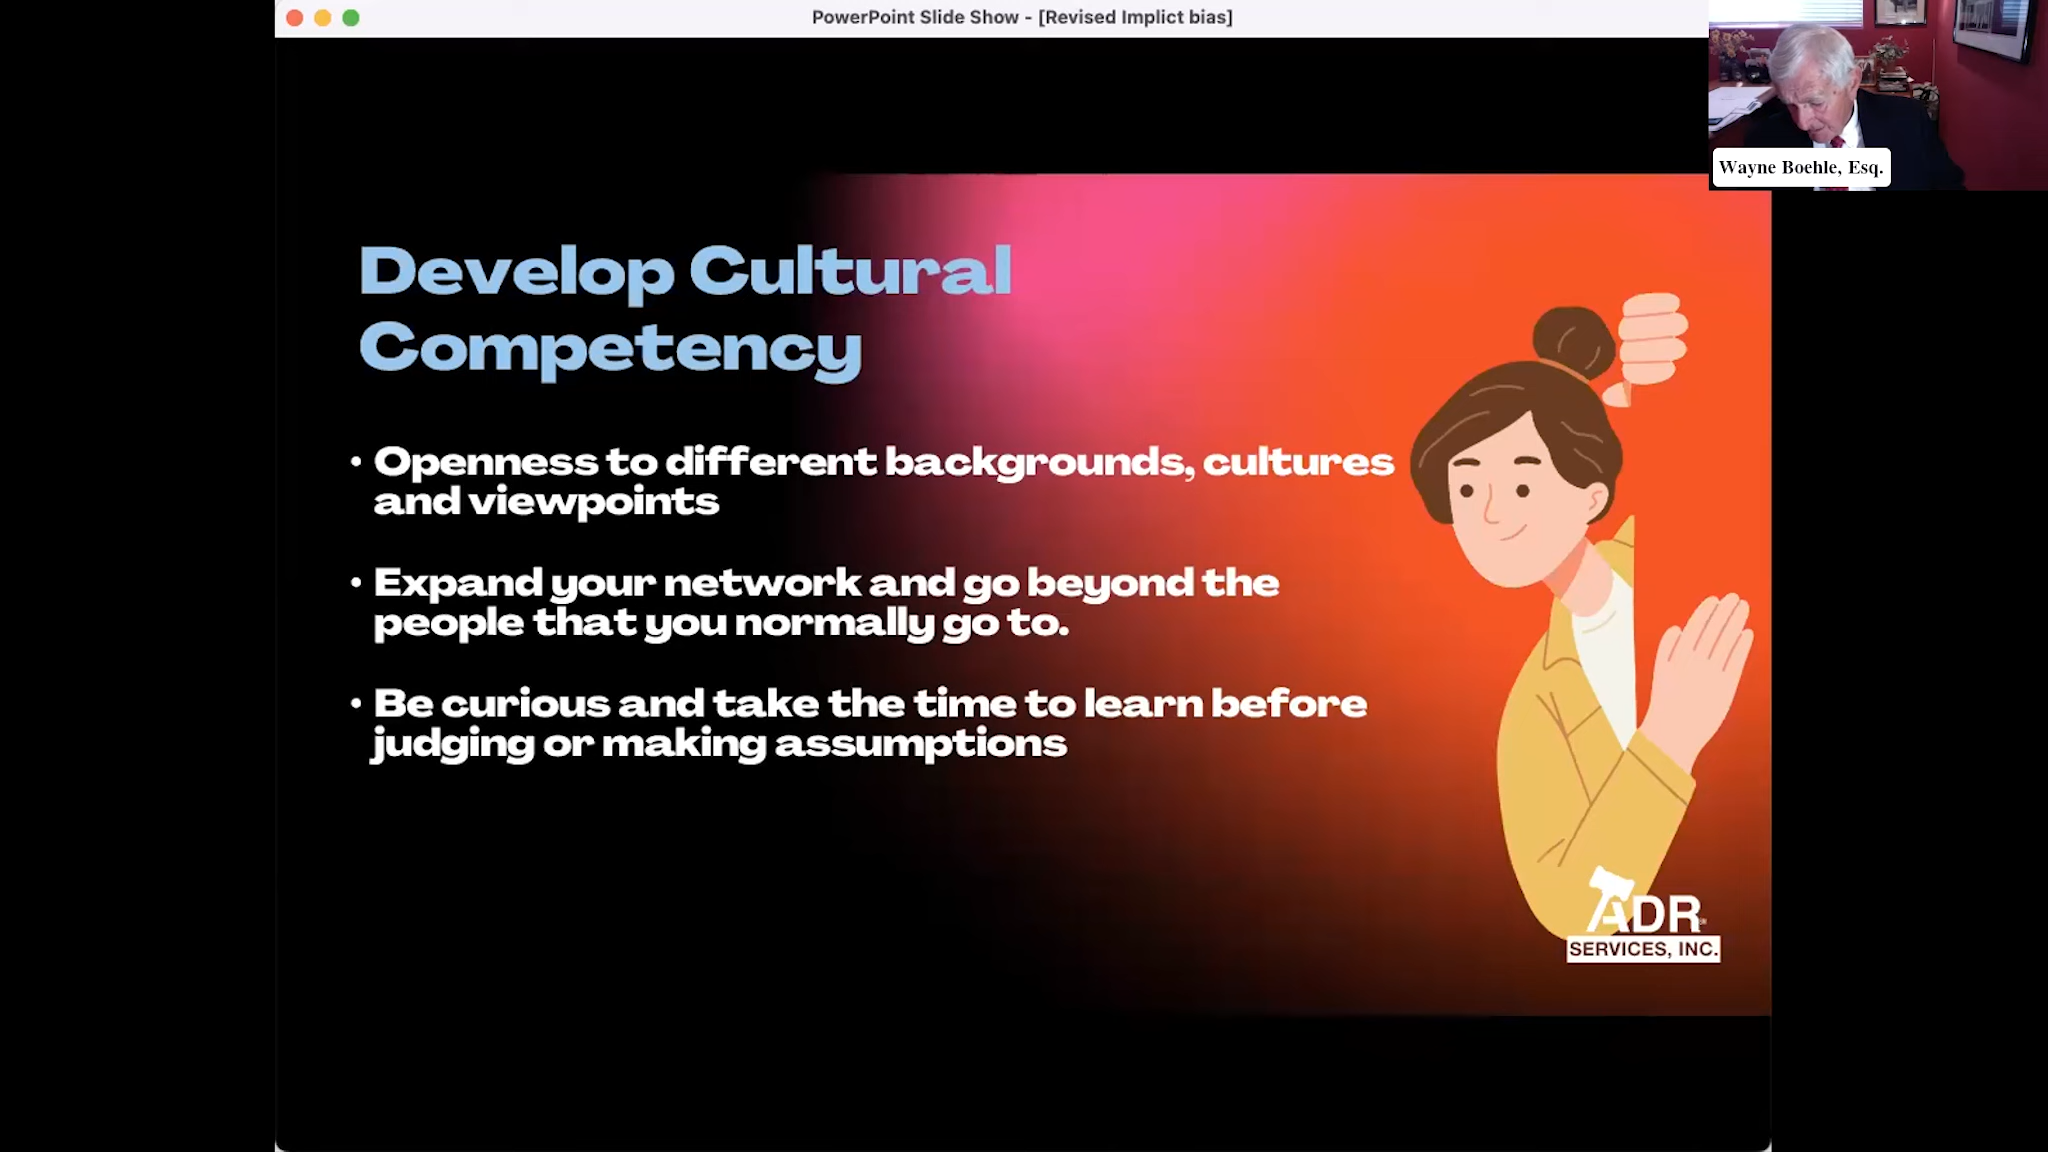 PowerPoint Slide Show - [Revised Implict bias]
Wayne Boehle, Esq.
Develop Cultural
Competency
• Openness to different backgrounds, cultures
and viewpoints
• Expand your network and go beyond the
people that you normally go to.
• Be curious and take the time to learn before
judging or making assumptions
ADR
SERVICES, INC.